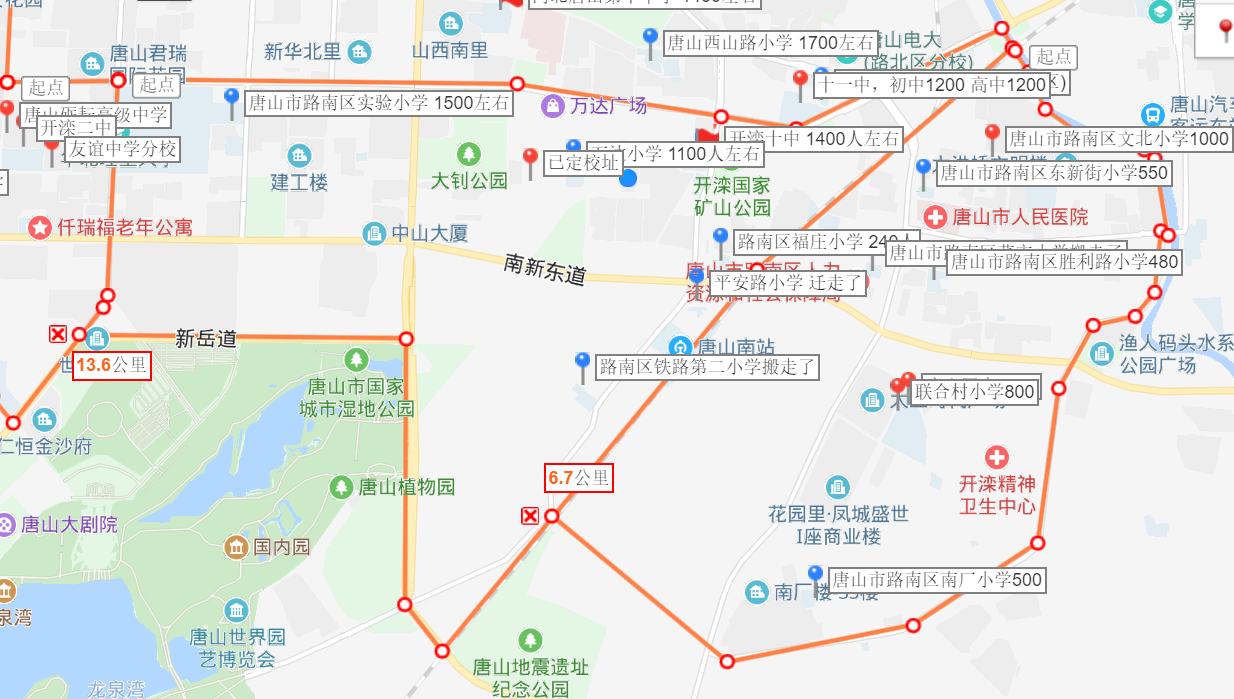 唐山西山路小学 1700左右
山电大
(路北区分校)
起点
唐山君瑞
国际花园
新华北里
山西南里
起点
起点
唐山市路南区实验小学 1500左右
万达广场
十一中，初中1200 高中1200
唐山汽车
开滦二中
友谊中学分校
开滦十中 1400人左右
小学 1100人左右
已定校址
唐山市路南区文北小学1000
唐山市路南区东新街小学550
建工楼
大钊公园
开滦国家
矿山公园
唐山市人民医院
仟瑞福老年公寓
中山大厦
南新东道
路南区福庄小学 240人
唐山市路南区胜利路小学480
平安路小学 迁走了
新岳道
13.6公里
唐山南站
路南区铁路第二小学搬走了
渔人码头水系
公园广场
唐山市国家
城市湿地公园
联合村小学800
仁恒金沙府
6.7公里
唐山植物园
开滦精神
卫生中心
唐山大剧院
国内园
花园里·凤城盛世
I座商业楼
唐山市路南区南厂小学500
南厂楼
泉湾
唐山世界园
艺博览会
唐山地震遗址
纪念公园
龙泉湾